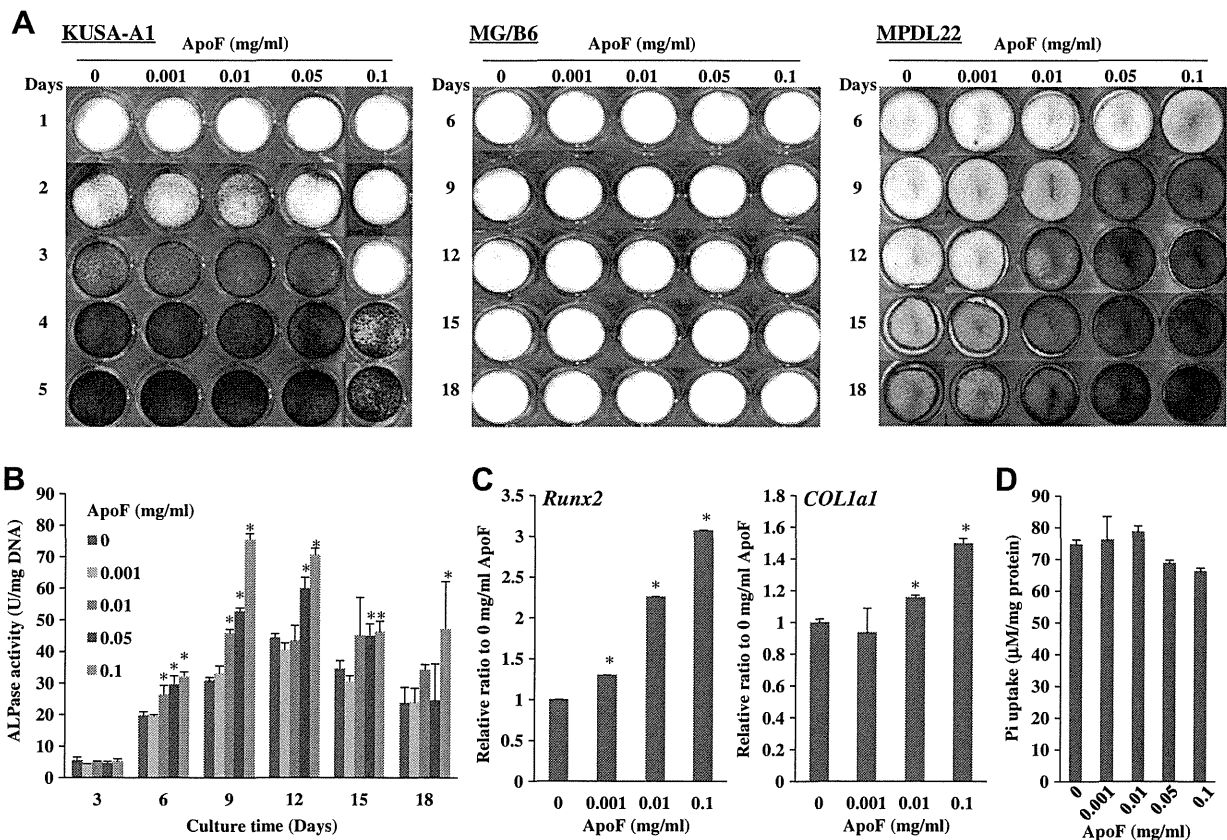 A
KUSA-A1
ApoF (mg/ml)
0 0.001 0.01 0.05 0.1
Days
1
2
3
4
5
MG/B6
ApoF (mg/ml)
0 0.001 0.01 0.05 0.1
Days
6
9
12
15
18
MPDL22
ApoF (mg/ml)
0 0.001 0.01 0.05 0.1
Days
6
9
12
15
18
B
ALPase activity (U/mg DNA)
90
80
70
60
50
40
30
20
10
0
ApoF (mg/ml)
0
0.001
0.01
0.05
0.1
* * *
* * *
* *
**
*
3 6 9 12 15 18
Culture time (Days)
C
Runx2
Relative ratio to 0 mg/ml ApoF
3.5
3
2.5
2
1.5
1
0.5
0
* * *
0 0.001 0.01 0.1
ApoF (mg/ml)
COL1a1
Relative ratio to 0 mg/ml ApoF
1.8
1.6
1.4
1.2
1
0.8
0.6
0.4
0.2
0
* *
0 0.001 0.01 0.1
ApoF (mg/ml)
D
Pi uptake (μM/mg protein)
90
80
70
60
50
40
30
20
10
0
0 0.001 0.01 0.05 0.1
ApoF (mg/ml)